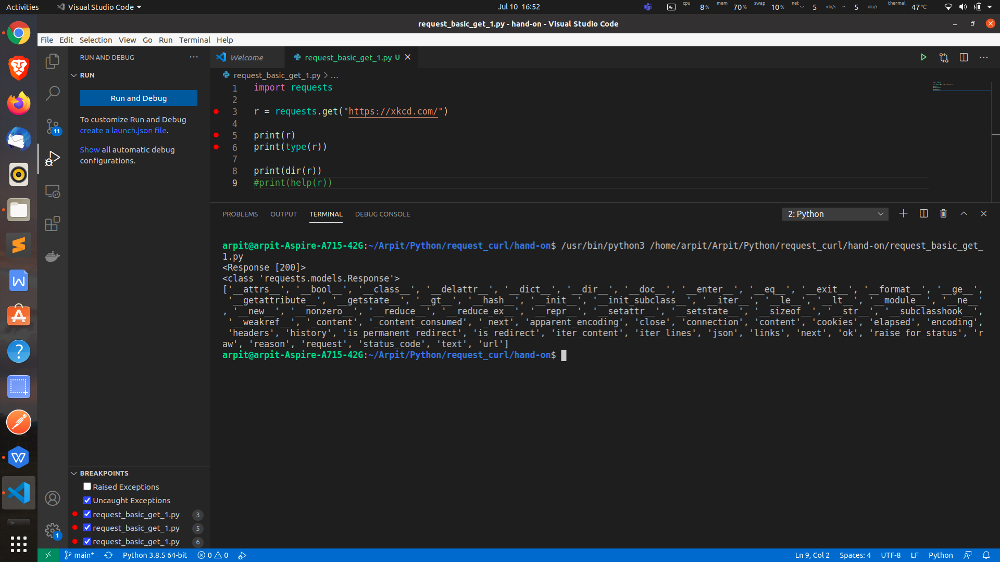 Activities
Visual Studio Code
Jul 10 16:52
cpu 8 % mem 70 % swap 10 % net 5 KiB/s 5 KiB/s thermal 47 °C
request_basic_get_1.py - hand-on - Visual Studio Code
File Edit Selection View Go Run Terminal Help
RUN AND DEBUG
RUN
Run and Debug
To customize Run and Debug
create a launch.json file.
Show all automatic debug
configurations.
11
Welcome
request_basic_get_1.py U
request_basic_get_1.py > ...
1 import requests
2
3 r = requests.get("https://xkcd.com/")
4
5 print(r)
6 print(type(r))
7
8 print(dir(r))
9 #print(help(r))
PROBLEMS OUTPUT TERMINAL DEBUG CONSOLE
2: Python
arpit@arpit-Aspire-A715-42G:~/Arpit/Python/request_curl/hand-on$ /usr/bin/python3 /home/arpit/Arpit/Python/request_curl/hand-on/request_basic_get_
1.py
<Response [200]>
<class 'requests.models.Response'>
['__attrs__', '__bool__', '__class__', '__delattr__', '__dict__', '__dir__', '__doc__', '__enter__', '__eq__', '__exit__', '__format__', '__ge__',
'__getattribute__', '__getstate__', '__gt__', '__hash__', '__init__', '__init_subclass__', '__iter__', '__le__', '__lt__', '__module__', '__ne__'
, '__new__', '__nonzero__', '__reduce__', '__reduce_ex__', '__repr__', '__setattr__', '__setstate__', '__sizeof__', '__str__', '__subclasshook__',
'__weakref__', '_content', '_content_consumed', '_next', 'apparent_encoding', 'close', 'connection', 'content', 'cookies', 'elapsed', 'encoding',
'headers', 'history', 'is_permanent_redirect', 'is_redirect', 'iter_content', 'iter_lines', 'json', 'links', 'next', 'ok', 'raise_for_status', 'r
aw', 'reason', 'request', 'status_code', 'text', 'url']
arpit@arpit-Aspire-A715-42G:~/Arpit/Python/request_curl/hand-on$
BREAKPOINTS
Raised Exceptions
Uncaught Exceptions
request_basic_get_1.py 3
request_basic_get_1.py 5
request_basic_get_1.py 6
1
main*
Python 3.8.5 64-bit
0 0
Ln 9, Col 2
Spaces: 4
UTF-8
LF
Python